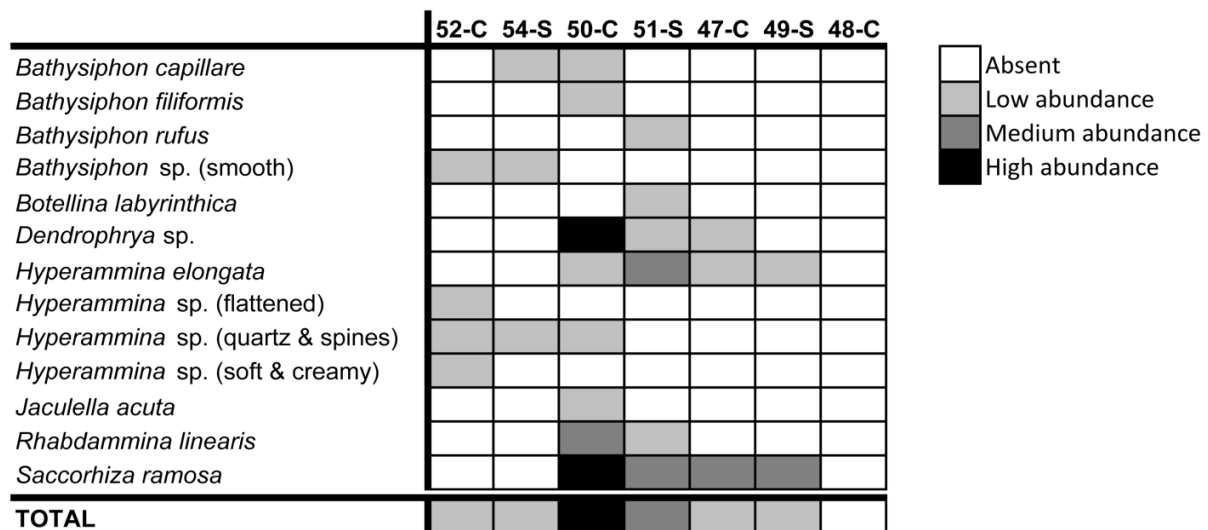 52-C 54-S 50-C 51-S 47-C 49-S 48-C
Bathysiphon capillare
Bathysiphon filiformis
Bathysiphon rufus
Bathysiphon sp. (smooth)
Botellina labyrinthica
Dendrophrya sp.
Hyperammina elongata
Hyperammina sp. (flattened)
Hyperammina sp. (quartz & spines)
Hyperammina sp. (soft & creamy)
Jaculella acuta
Rhabdammina linearis
Saccorhiza ramosa
TOTAL
Absent
Low abundance
Medium abundance
High abundance